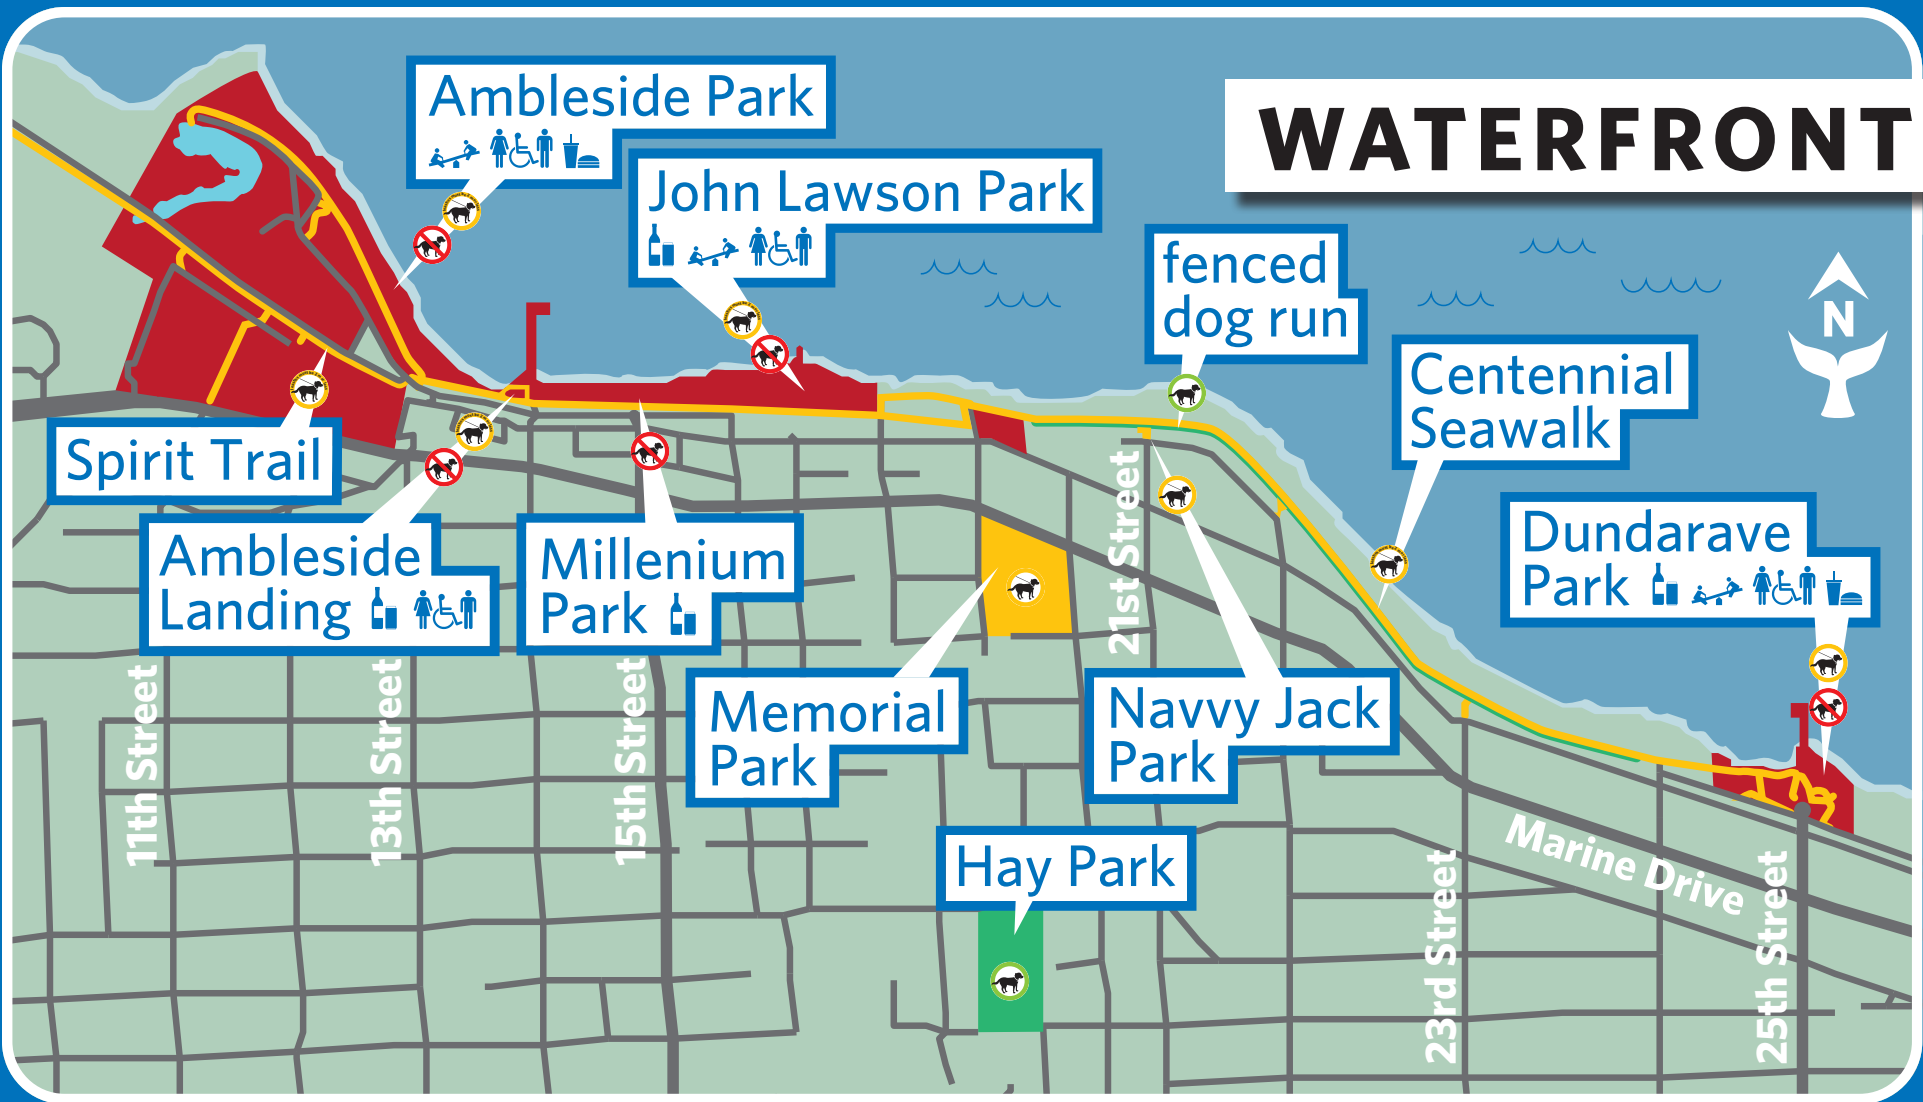 WATERFRONT
Ambleside Park
John Lawson Park
fenced
dog run
N
Centennial
Seawalk
Spirit Trail
Ambleside
Landing
Millenium
Park
21st Street
Dundarave
Park
Memorial
Park
Navvy Jack
Park
11th Street
13th Street
15th Street
Hay Park
Marine Drive
23rd Street
25th Street